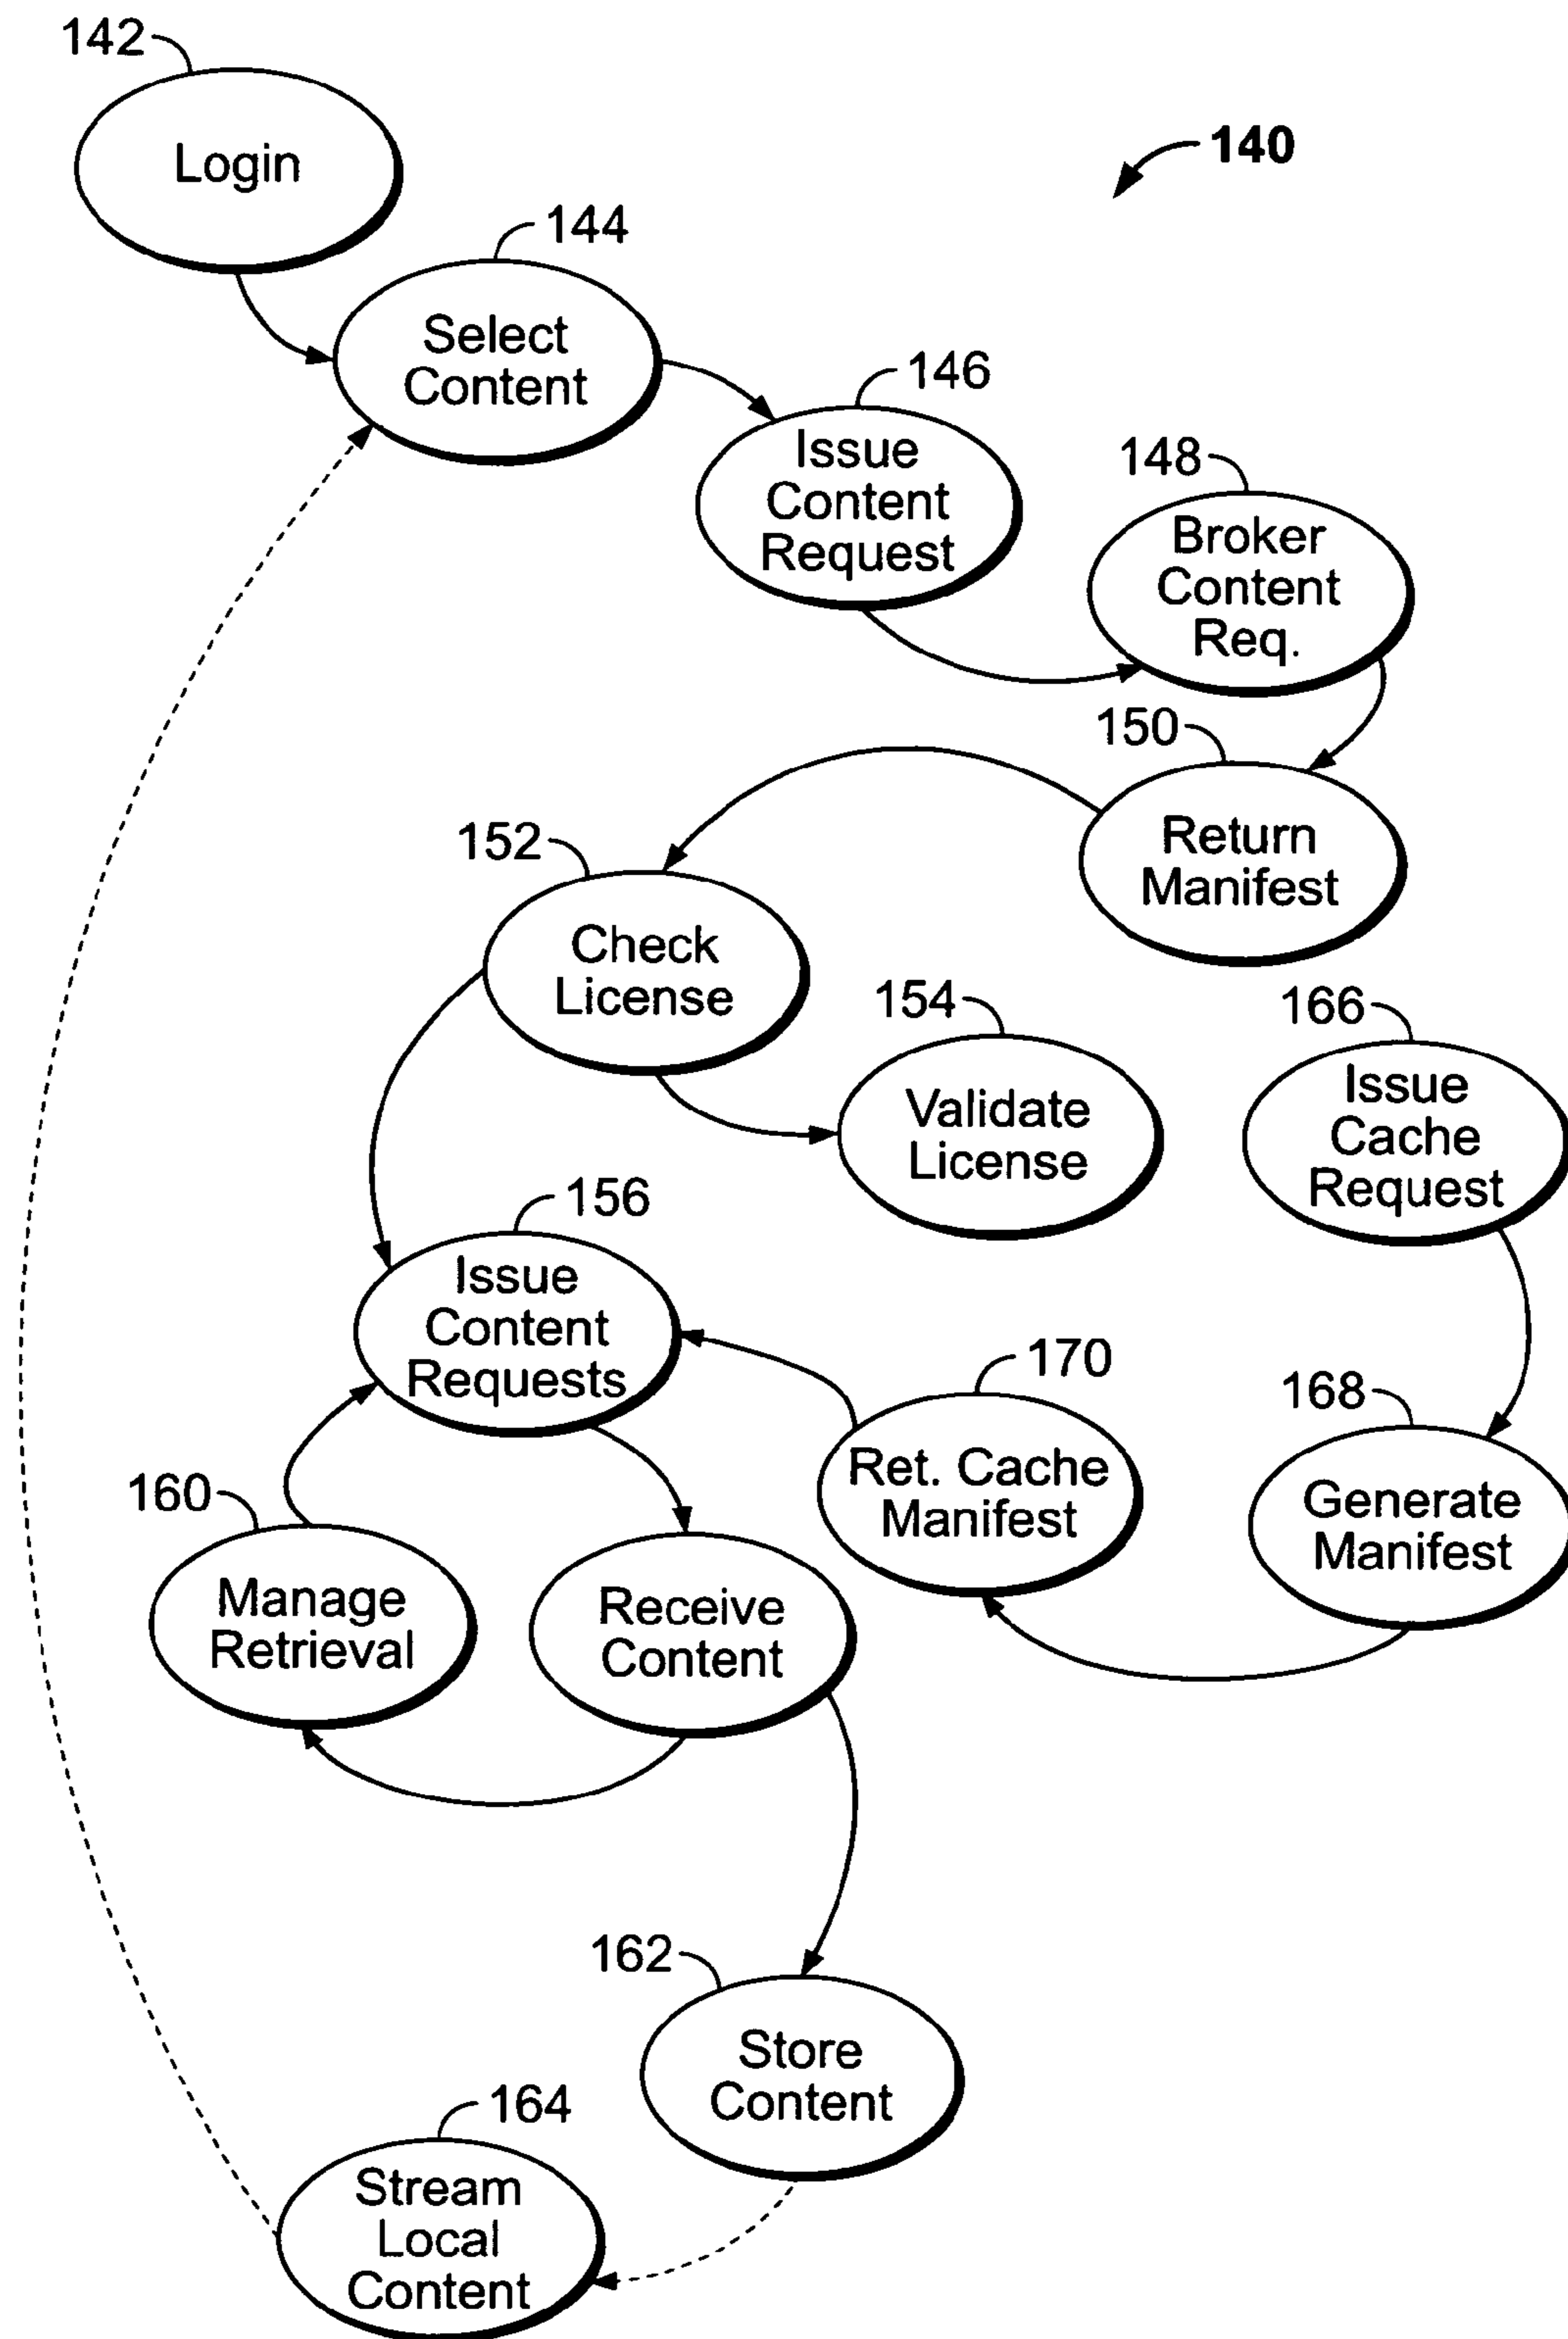 142
Login
140
144
Select
Content
146
Issue
Content
Request
148
Broker
Content
Req.
150
Return
Manifest
152
Check
License
154
Validate
License
166
Issue
Cache
Request
156
Issue
Content
Requests
170
Ret. Cache
Manifest
168
Generate
Manifest
160
Manage
Retrieval
Receive
Content
162
Store
Content
164
Stream
Local
Content